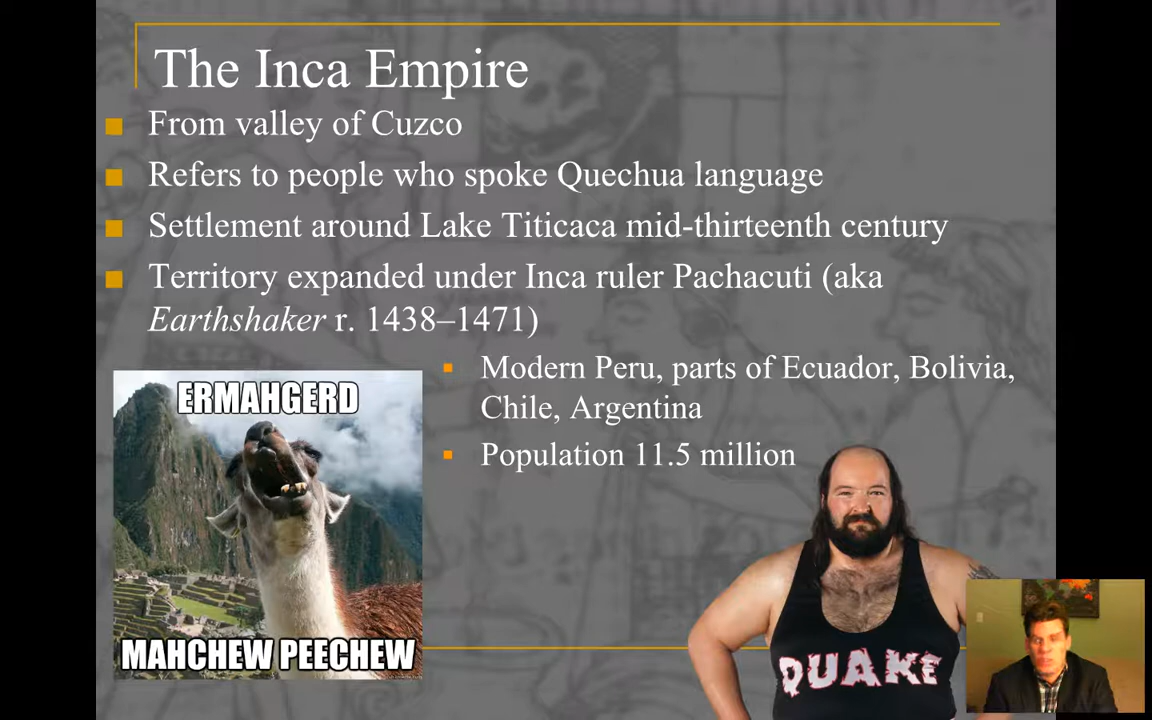 The Inca Empire
From valley of Cuzco
Refers to people who spoke Quechua language
Settlement around Lake Titicaca mid-thirteenth century
Territory expanded under Inca ruler Pachacuti (aka
Earthshaker r. 1438–1471)
Modern Peru, parts of Ecuador, Bolivia,
Chile, Argentina
Population 11.5 million
ERMAHGERD
MAHCHEW PEECHEW
QUAKE